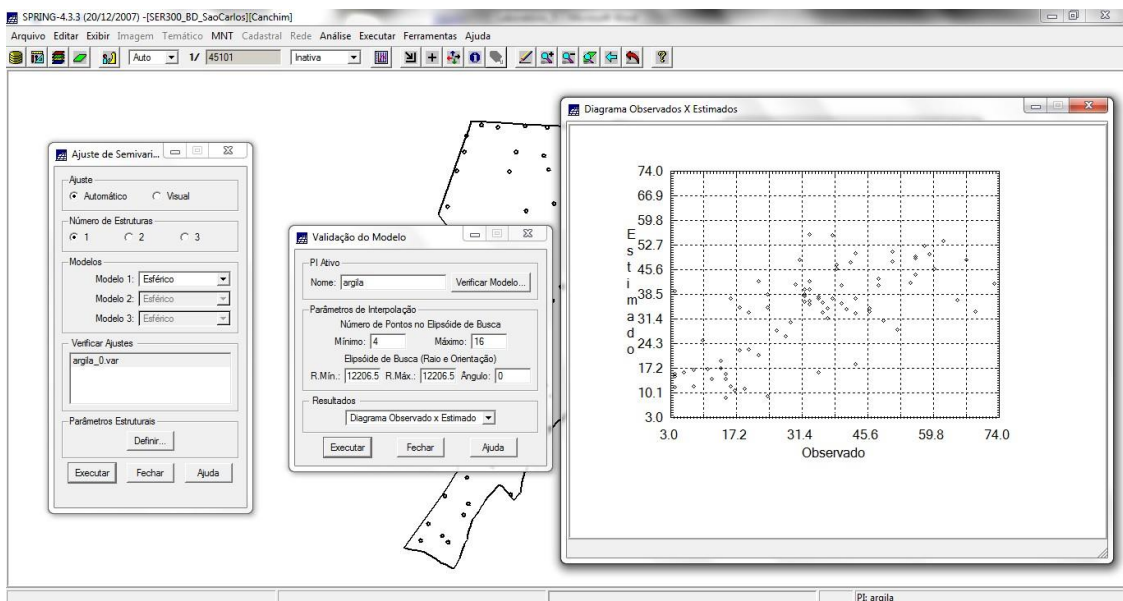 SPRING-4.3.3 (20/12/2007) -[SER300_BD_SaoCarlos][Canchim]
Arquivo Editar Exibir Imagem Temático MNT Cadastral Rede Análise Executar Ferramentas Ajuda
Auto 1/ 45101 Inativa
Ajuste de Semivari...
Ajuste
Automático Visual
Número de Estruturas
1 2 3
Modelos
Modelo 1: Esférico
Modelo 2: Esférico
Modelo 3: Esférico
Verificar Ajustes
argila_0.var
Parâmetros Estruturais
Definir...
Executar Fechar Ajuda
Validação do Modelo
PI Ativo
Nome: argila Verificar Modelo...
Parâmetros de Interpolação
Número de Pontos no Elipsóide de Busca
Mínimo: 4 Máximo: 16
Elipsóide de Busca (Raio e Orientação)
R.Mín.: 12206.5 R.Máx.: 12206.5 Ângulo: 0
Resultados
Diagrama Observado x Estimado
Executar Fechar Ajuda
Diagrama Observados X Estimados
Estimado
74.0
66.9
59.8
52.7
45.6
38.5
31.4
24.3
17.2
10.1
3.0
3.0 17.2 31.4 45.6 59.8 74.0
Observado
PI: argila